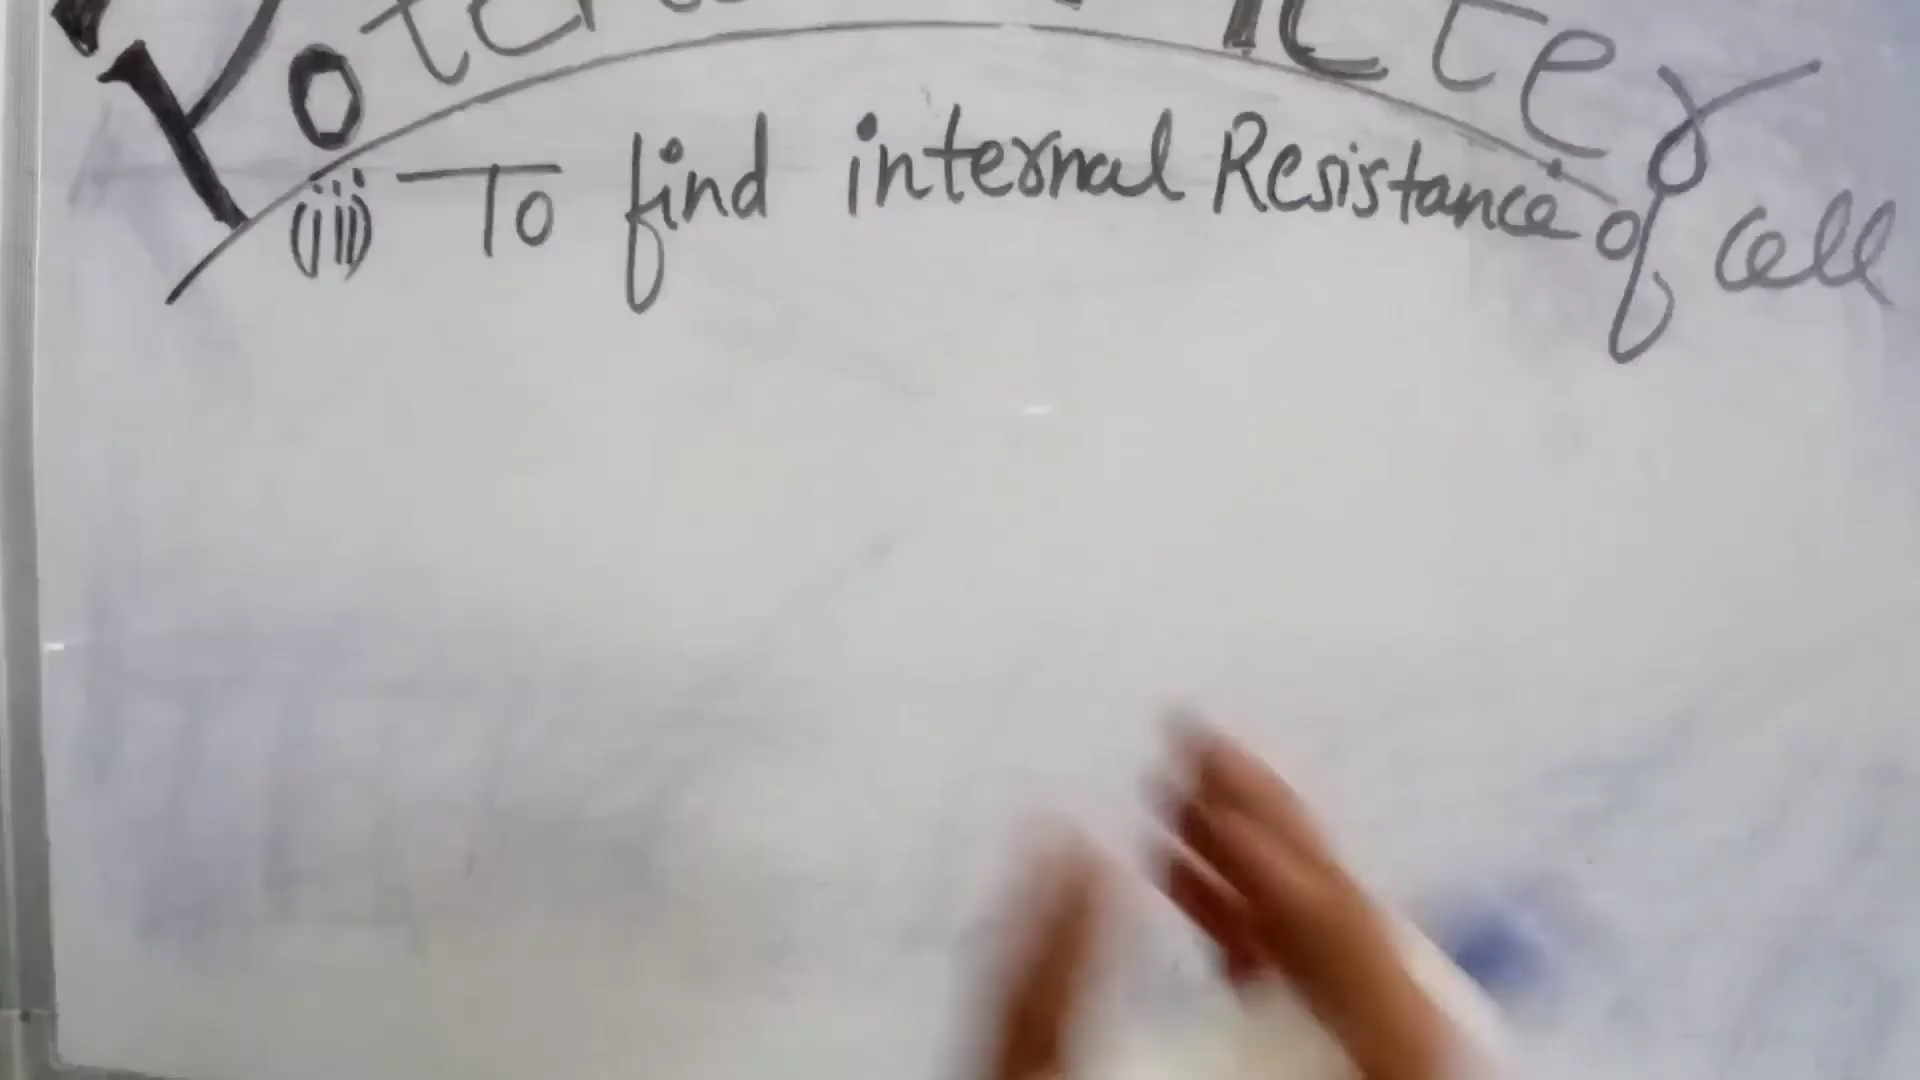 (iii) To find internal Resistance of cell